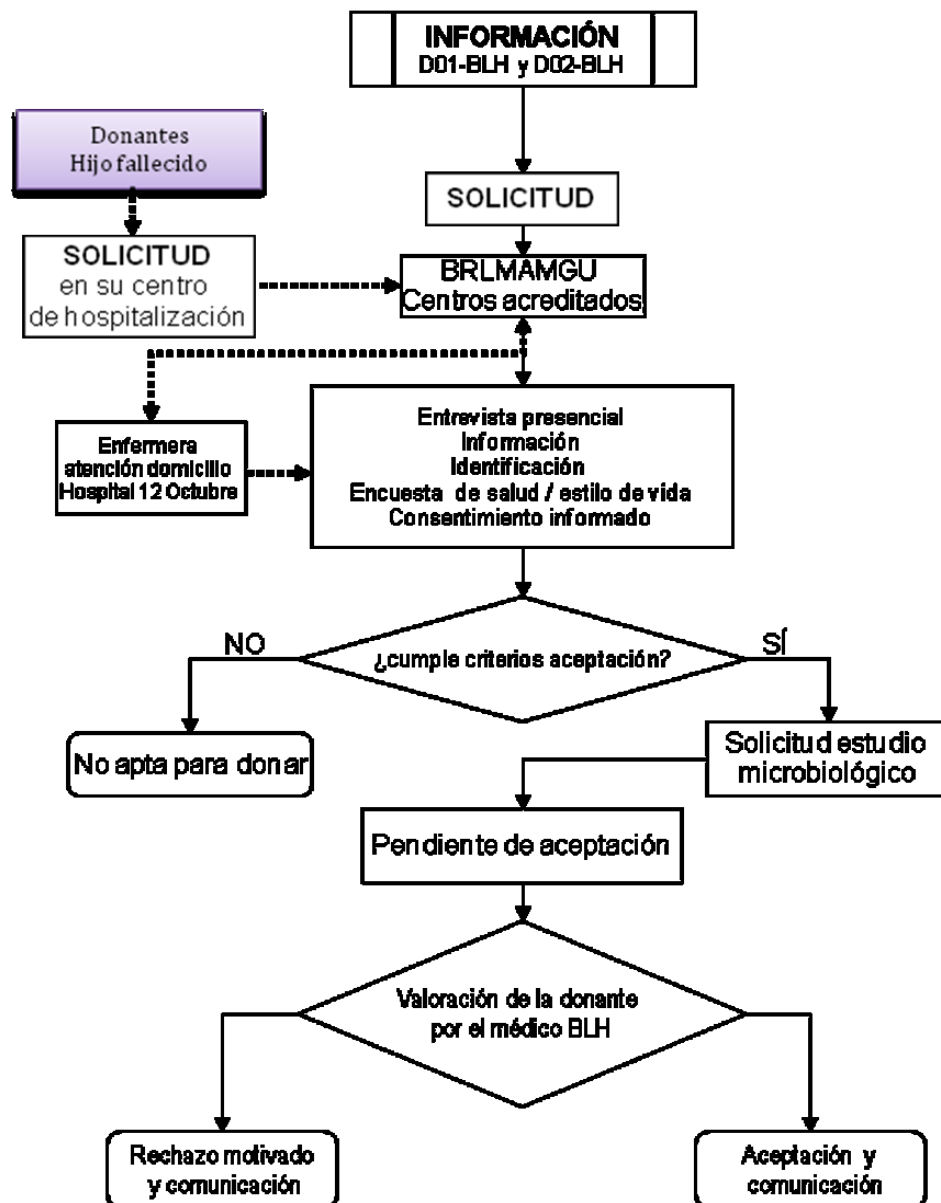 INFORMACIÓN
D01-BLH y D02-BLH
Donantes
Hijo fallecido
SOLICITUD
SOLICITUD
en su centro
de hospitalización
BRLMAMGU
Centros acreditados
Enfermera
atención domicilio
Hospital 12 Octubre
Entrevista presencial
Información
Identificación
Encuesta de salud / estilo de vida
Consentimiento informado
NO
¿cumple criterios aceptación?
SÍ
No apta para donar
Solicitud estudio
microbiológico
Pendiente de aceptación
Valoración de la donante
por el médico BLH
Rechazo motivado
y comunicación
Aceptación y
comunicación